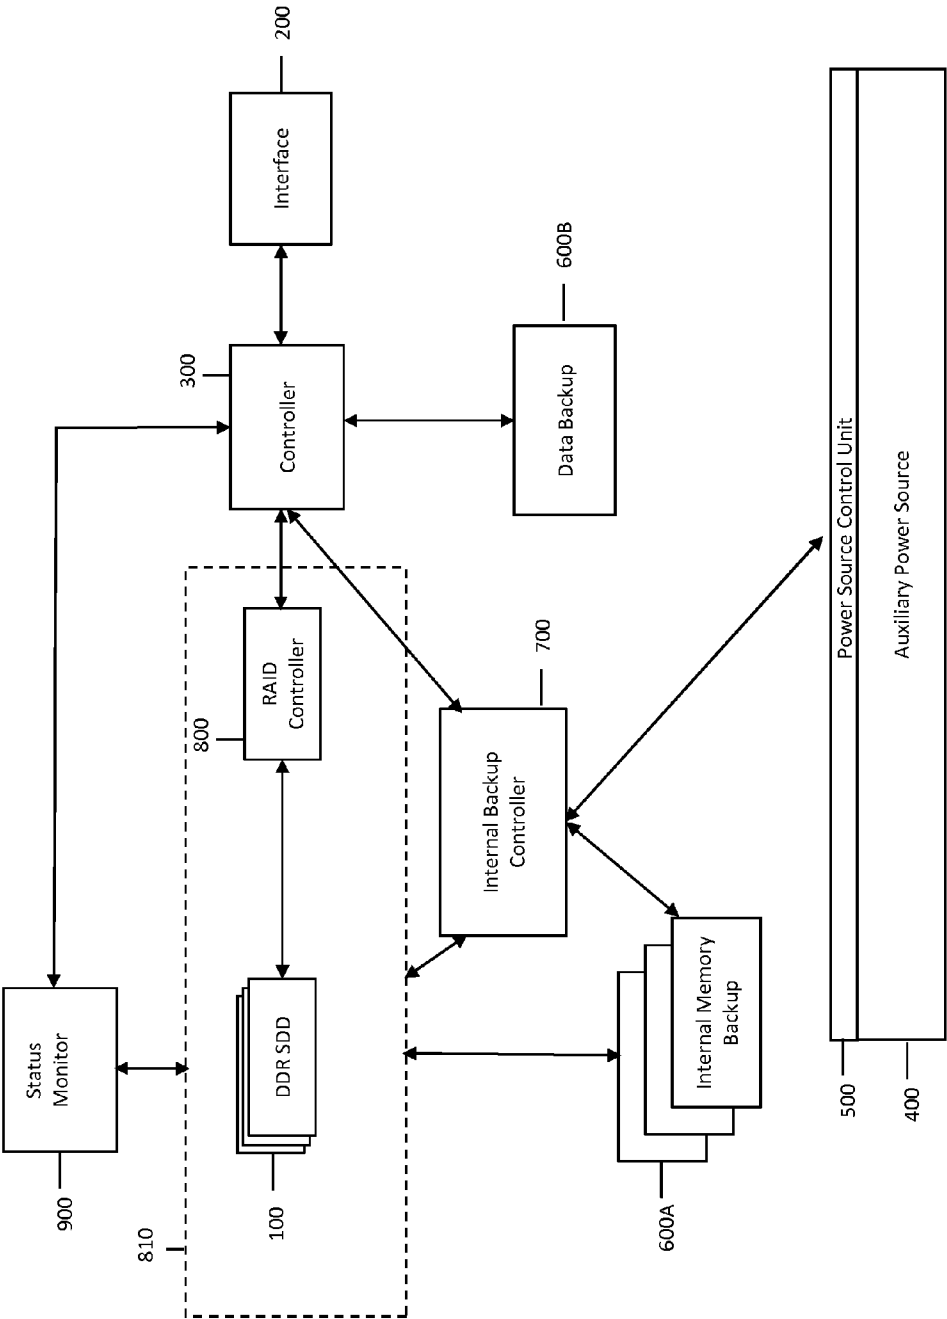 900
Status
Monitor
810
100
DDR SDD
800
RAID
Controller
300
Controller
Interface
200
600A
Internal Memory
Backup
Internal Backup
Controller
700
Data Backup
600B
500
Power Source Control Unit
400
Auxiliary Power Source